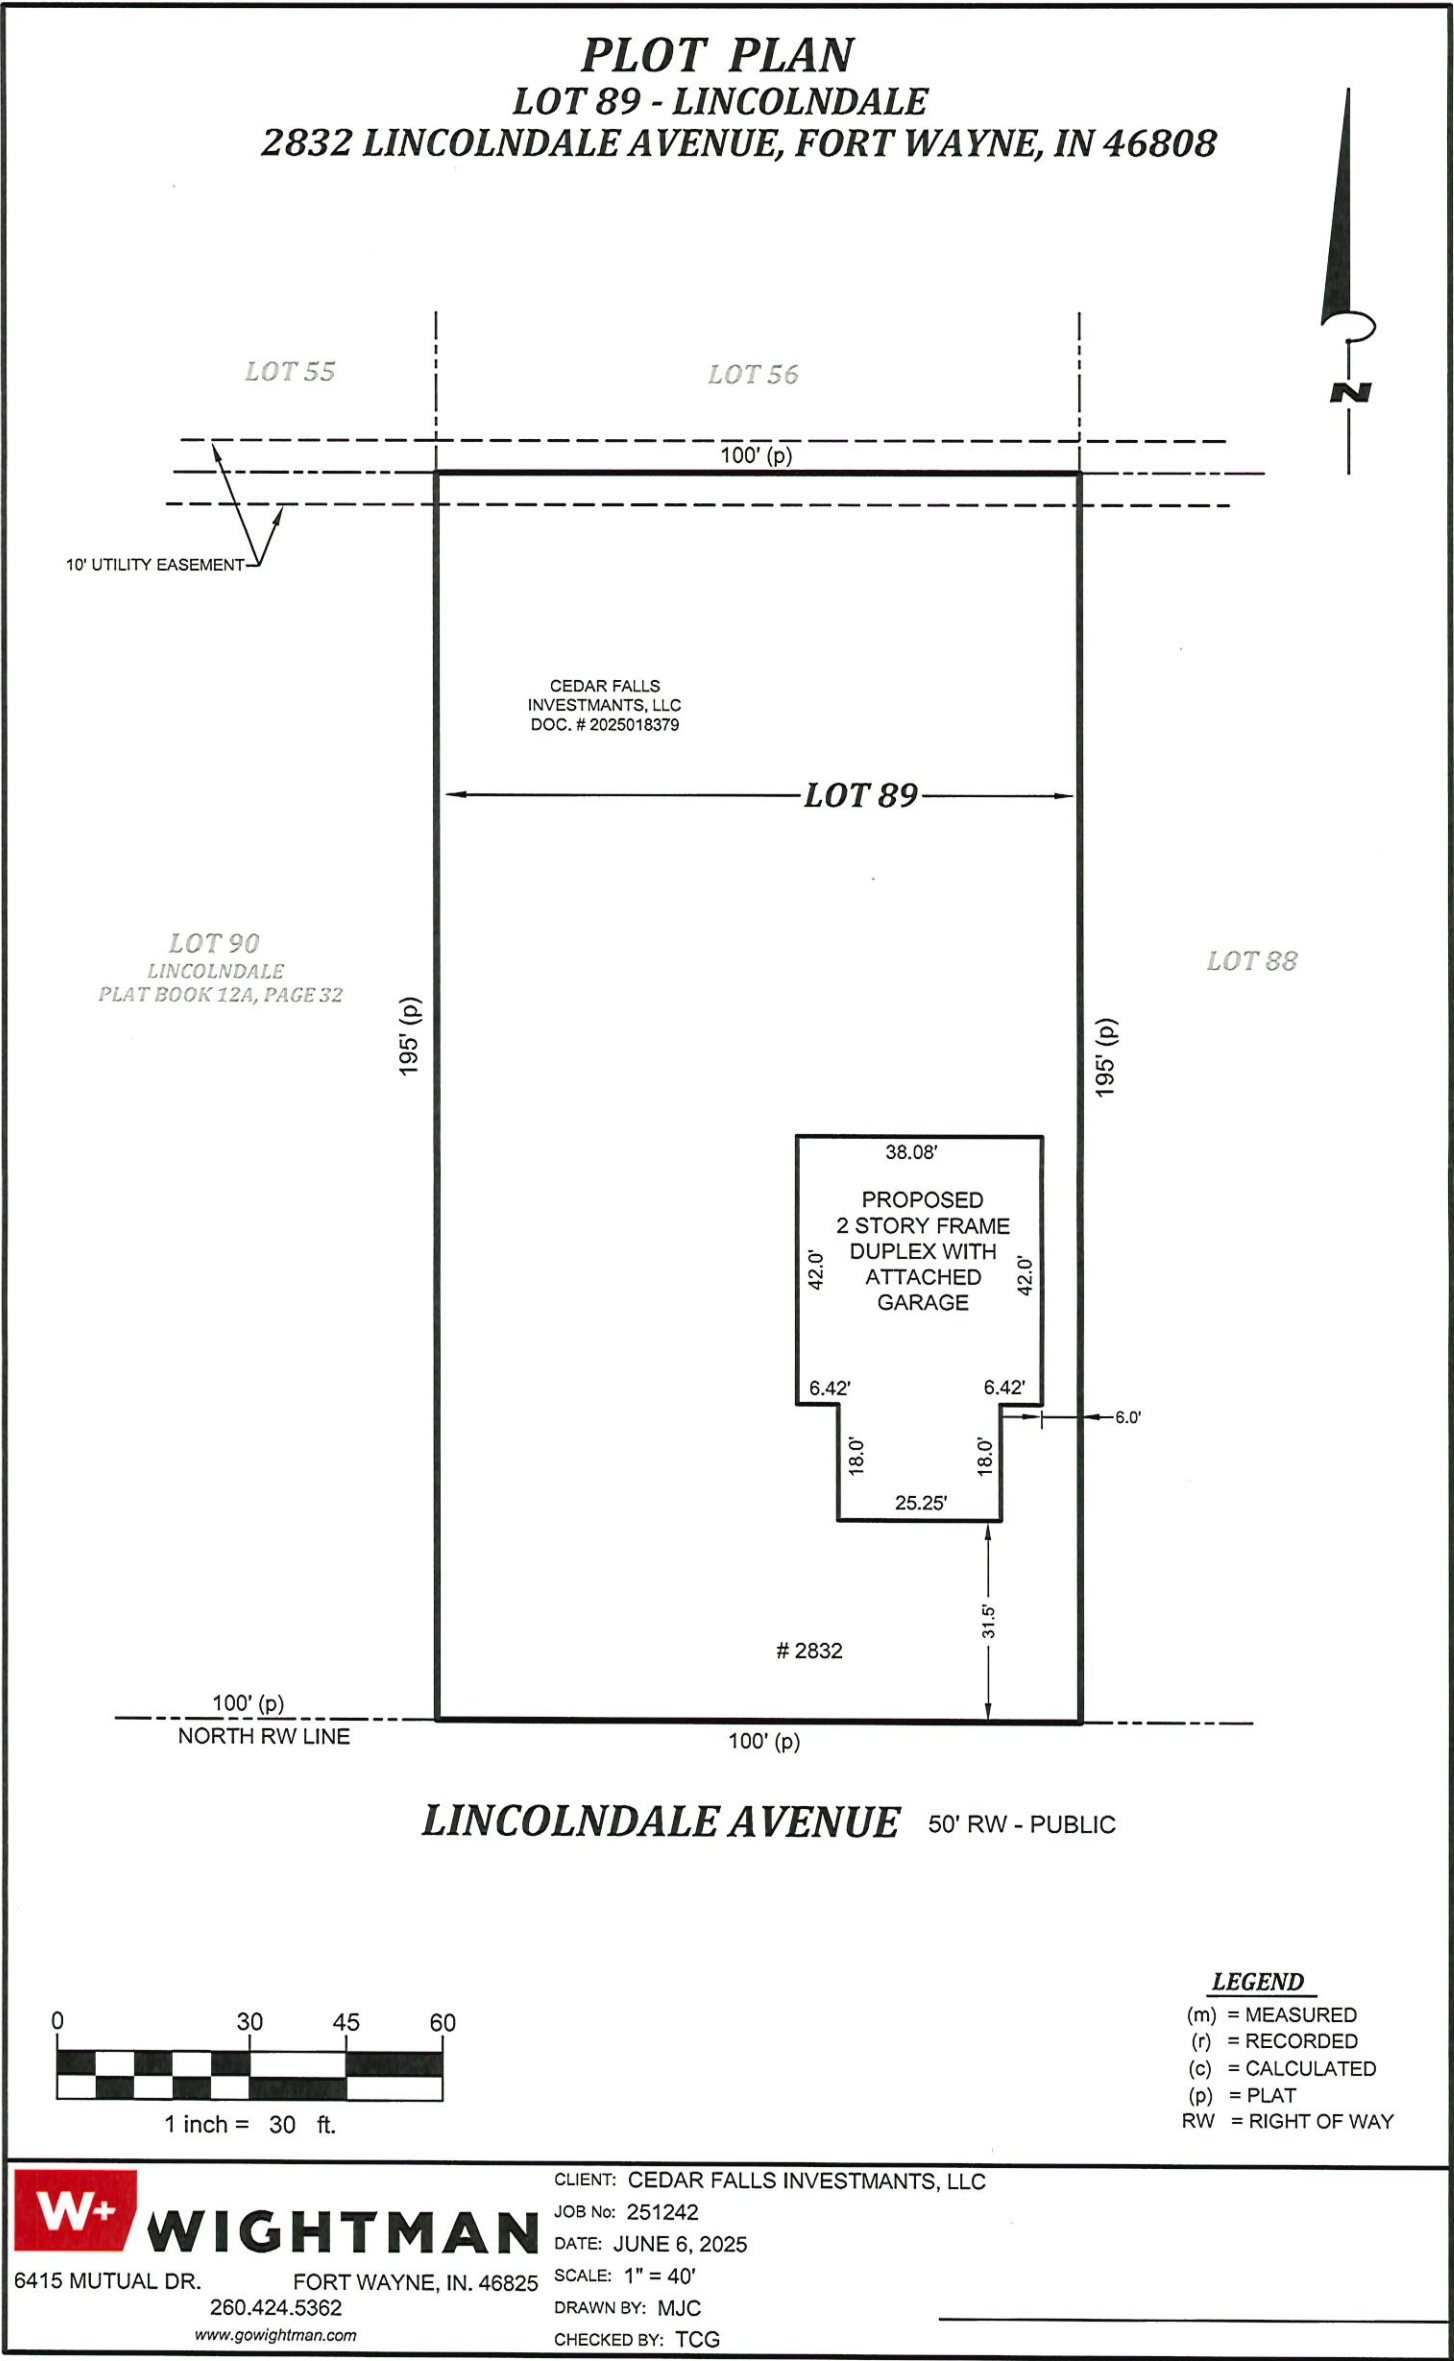 PLOT PLAN
LOT 89 - LINCOLNDALE
2832 LINCOLNDALE AVENUE, FORT WAYNE, IN 46808
N
LOT 55
LOT 56
100' (p)
10' UTILITY EASEMENT
CEDAR FALLS
INVESTMANTS, LLC
DOC. # 2025018379
LOT 89
LOT 90
LINCOLNDALE
PLAT BOOK 12A, PAGE 32
LOT 88
195' (p)
195' (p)
38.08'
PROPOSED
2 STORY FRAME
DUPLEX WITH
ATTACHED
GARAGE
42.0'
42.0'
6.42'
6.42'
6.0'
18.0'
18.0'
25.25'
31.5'
# 2832
100' (p)
NORTH RW LINE
100' (p)
LINCOLNDALE AVENUE 50' RW - PUBLIC
0 30 45 60
1 inch = 30 ft.
LEGEND
(m) = MEASURED
(r) = RECORDED
(c) = CALCULATED
(p) = PLAT
RW = RIGHT OF WAY
W+ WIGHTMAN
6415 MUTUAL DR. FORT WAYNE, IN. 46825
260.424.5362
www.gowightman.com
CLIENT: CEDAR FALLS INVESTMANTS, LLC
JOB No: 251242
DATE: JUNE 6, 2025
SCALE: 1" = 40'
DRAWN BY: MJC
CHECKED BY: TCG